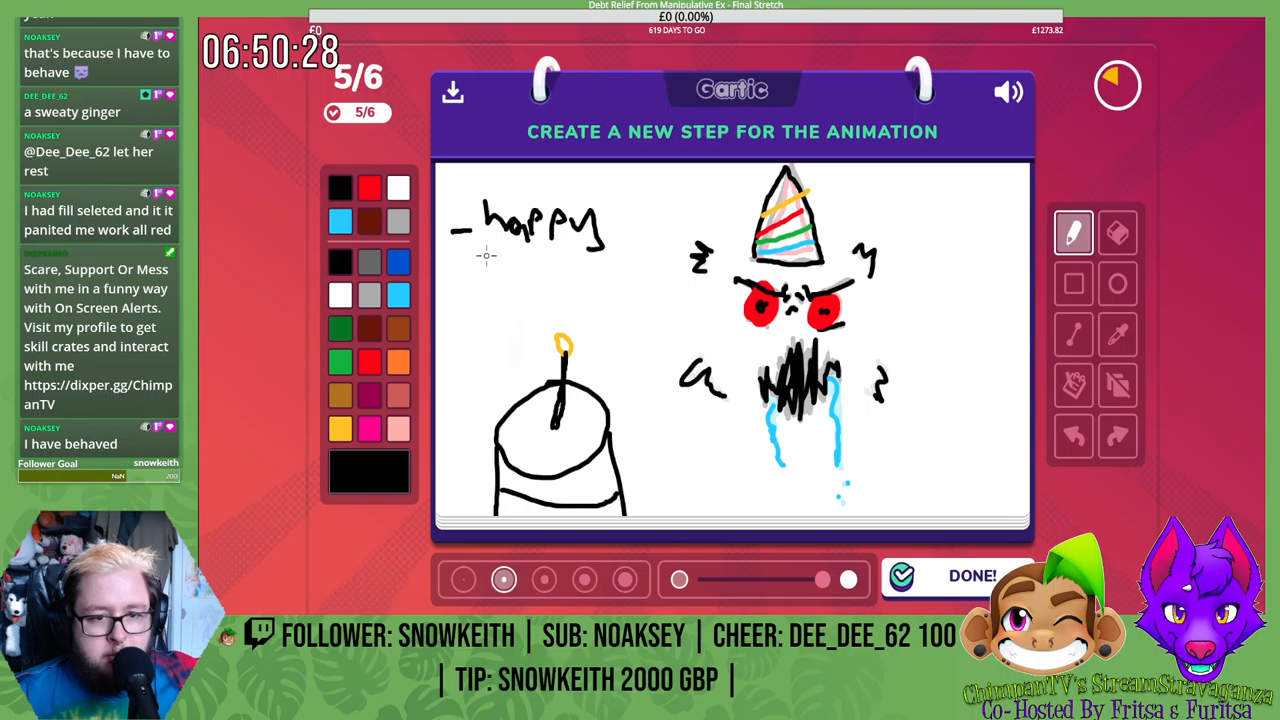 Debt Relief From Manipulative Ex - Final Stretch
£0 (0.00%)
£0
619 DAYS TO GO
£1273.82
NOAKSEY
that's because I have to
behave
DEE_DEE_62
a sweaty ginger
NOAKSEY
@Dee_Dee_62 let her
rest
NOAKSEY
I had fill seleted and it it
panited me work all red
Scare, Support Or Mess
with me in a funny way
with On Screen Alerts.
Visit my profile to get
skill crates and interact
with me
https://dixper.gg/Chimp
anTV
NOAKSEY
I have behaved
Follower Goal
snowkeith
NaN
200
06:50:28
5/6
5/6
Gartic
CREATE A NEW STEP FOR THE ANIMATION
happy
DONE!
FOLLOWER: SNOWKEITH | SUB: NOAKSEY | CHEER: DEE_DEE_62 100
| TIP: SNOWKEITH 2000 GBP |
ChimpanTV's StreamStravaganza
Co-Hosted By Fritsa & Furitsa